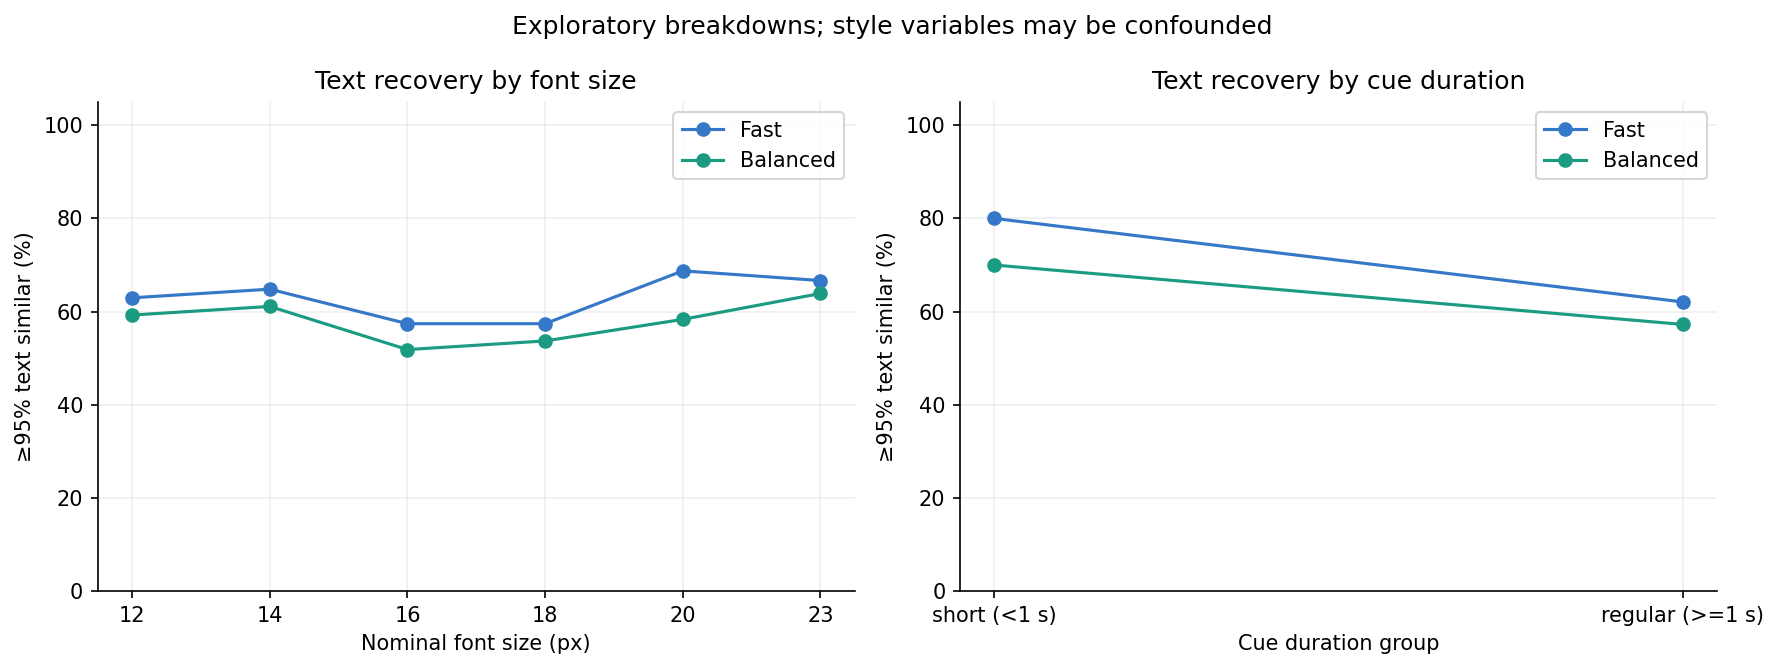 Exploratory breakdowns; style variables may be confounded
Text recovery by font size
≥95% text similar (%)
100
80
60
40
20
0
Fast
Balanced
12 14 16 18 20 23
Nominal font size (px)
Text recovery by cue duration
≥95% text similar (%)
100
80
60
40
20
0
Fast
Balanced
short (<1 s) regular (>=1 s)
Cue duration group